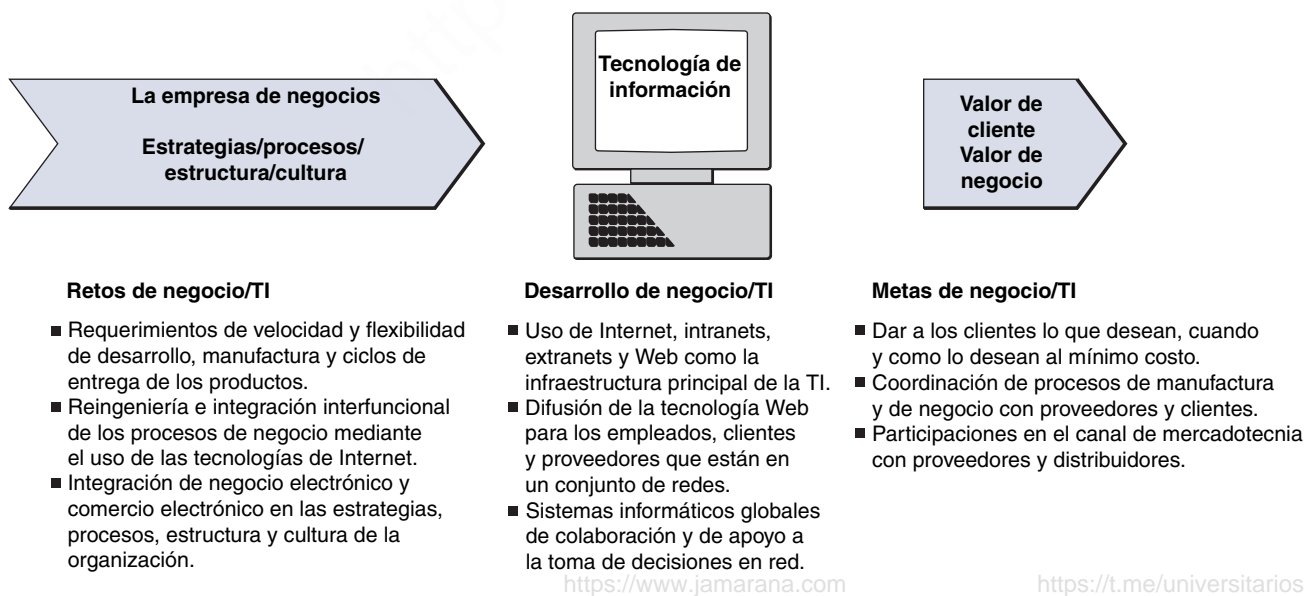 La empresa de negocios
Estrategias/procesos/
estructura/cultura
Tecnología de
información
Valor de
cliente
Valor de
negocio
Retos de negocio/TI
■ Requerimientos de velocidad y flexibilidad
de desarrollo, manufactura y ciclos de
entrega de los productos.
■ Reingeniería e integración interfuncional
de los procesos de negocio mediante
el uso de las tecnologías de Internet.
■ Integración de negocio electrónico y
comercio electrónico en las estrategias,
procesos, estructura y cultura de la
organización.
Desarrollo de negocio/TI
■ Uso de Internet, intranets,
extranets y Web como la
infraestructura principal de la TI.
■ Difusión de la tecnología Web
para los empleados, clientes
y proveedores que están en
un conjunto de redes.
■ Sistemas informáticos globales
de colaboración y de apoyo a
la toma de decisiones en red.
Metas de negocio/TI
■ Dar a los clientes lo que desean, cuando
y como lo desean al mínimo costo.
■ Coordinación de procesos de manufactura
y de negocio con proveedores y clientes.
■ Participaciones en el canal de mercadotecnia
con proveedores y distribuidores.
https://www.jamarana.com
https://t.me/universitarios